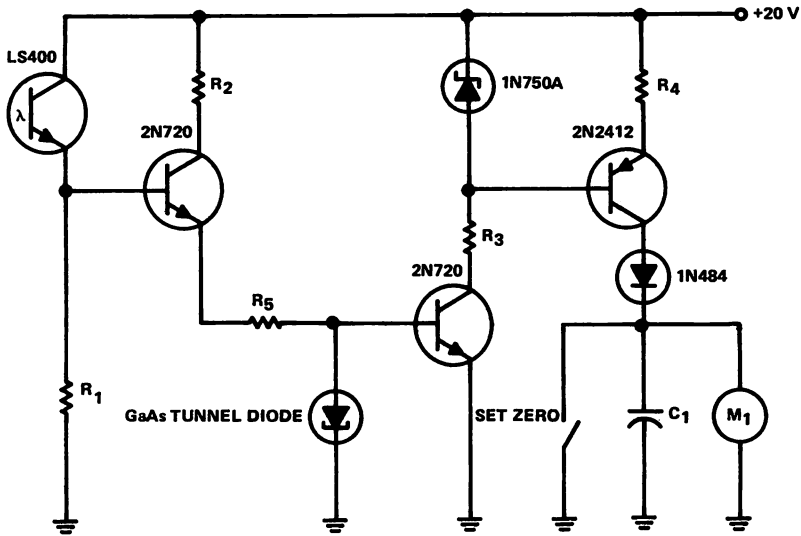 +20 V
LS400
λ
R2
2N720
1N750A
R4
2N2412
R3
2N720
1N484
R5
R1
GaAs TUNNEL DIODE
SET ZERO
C1
M1